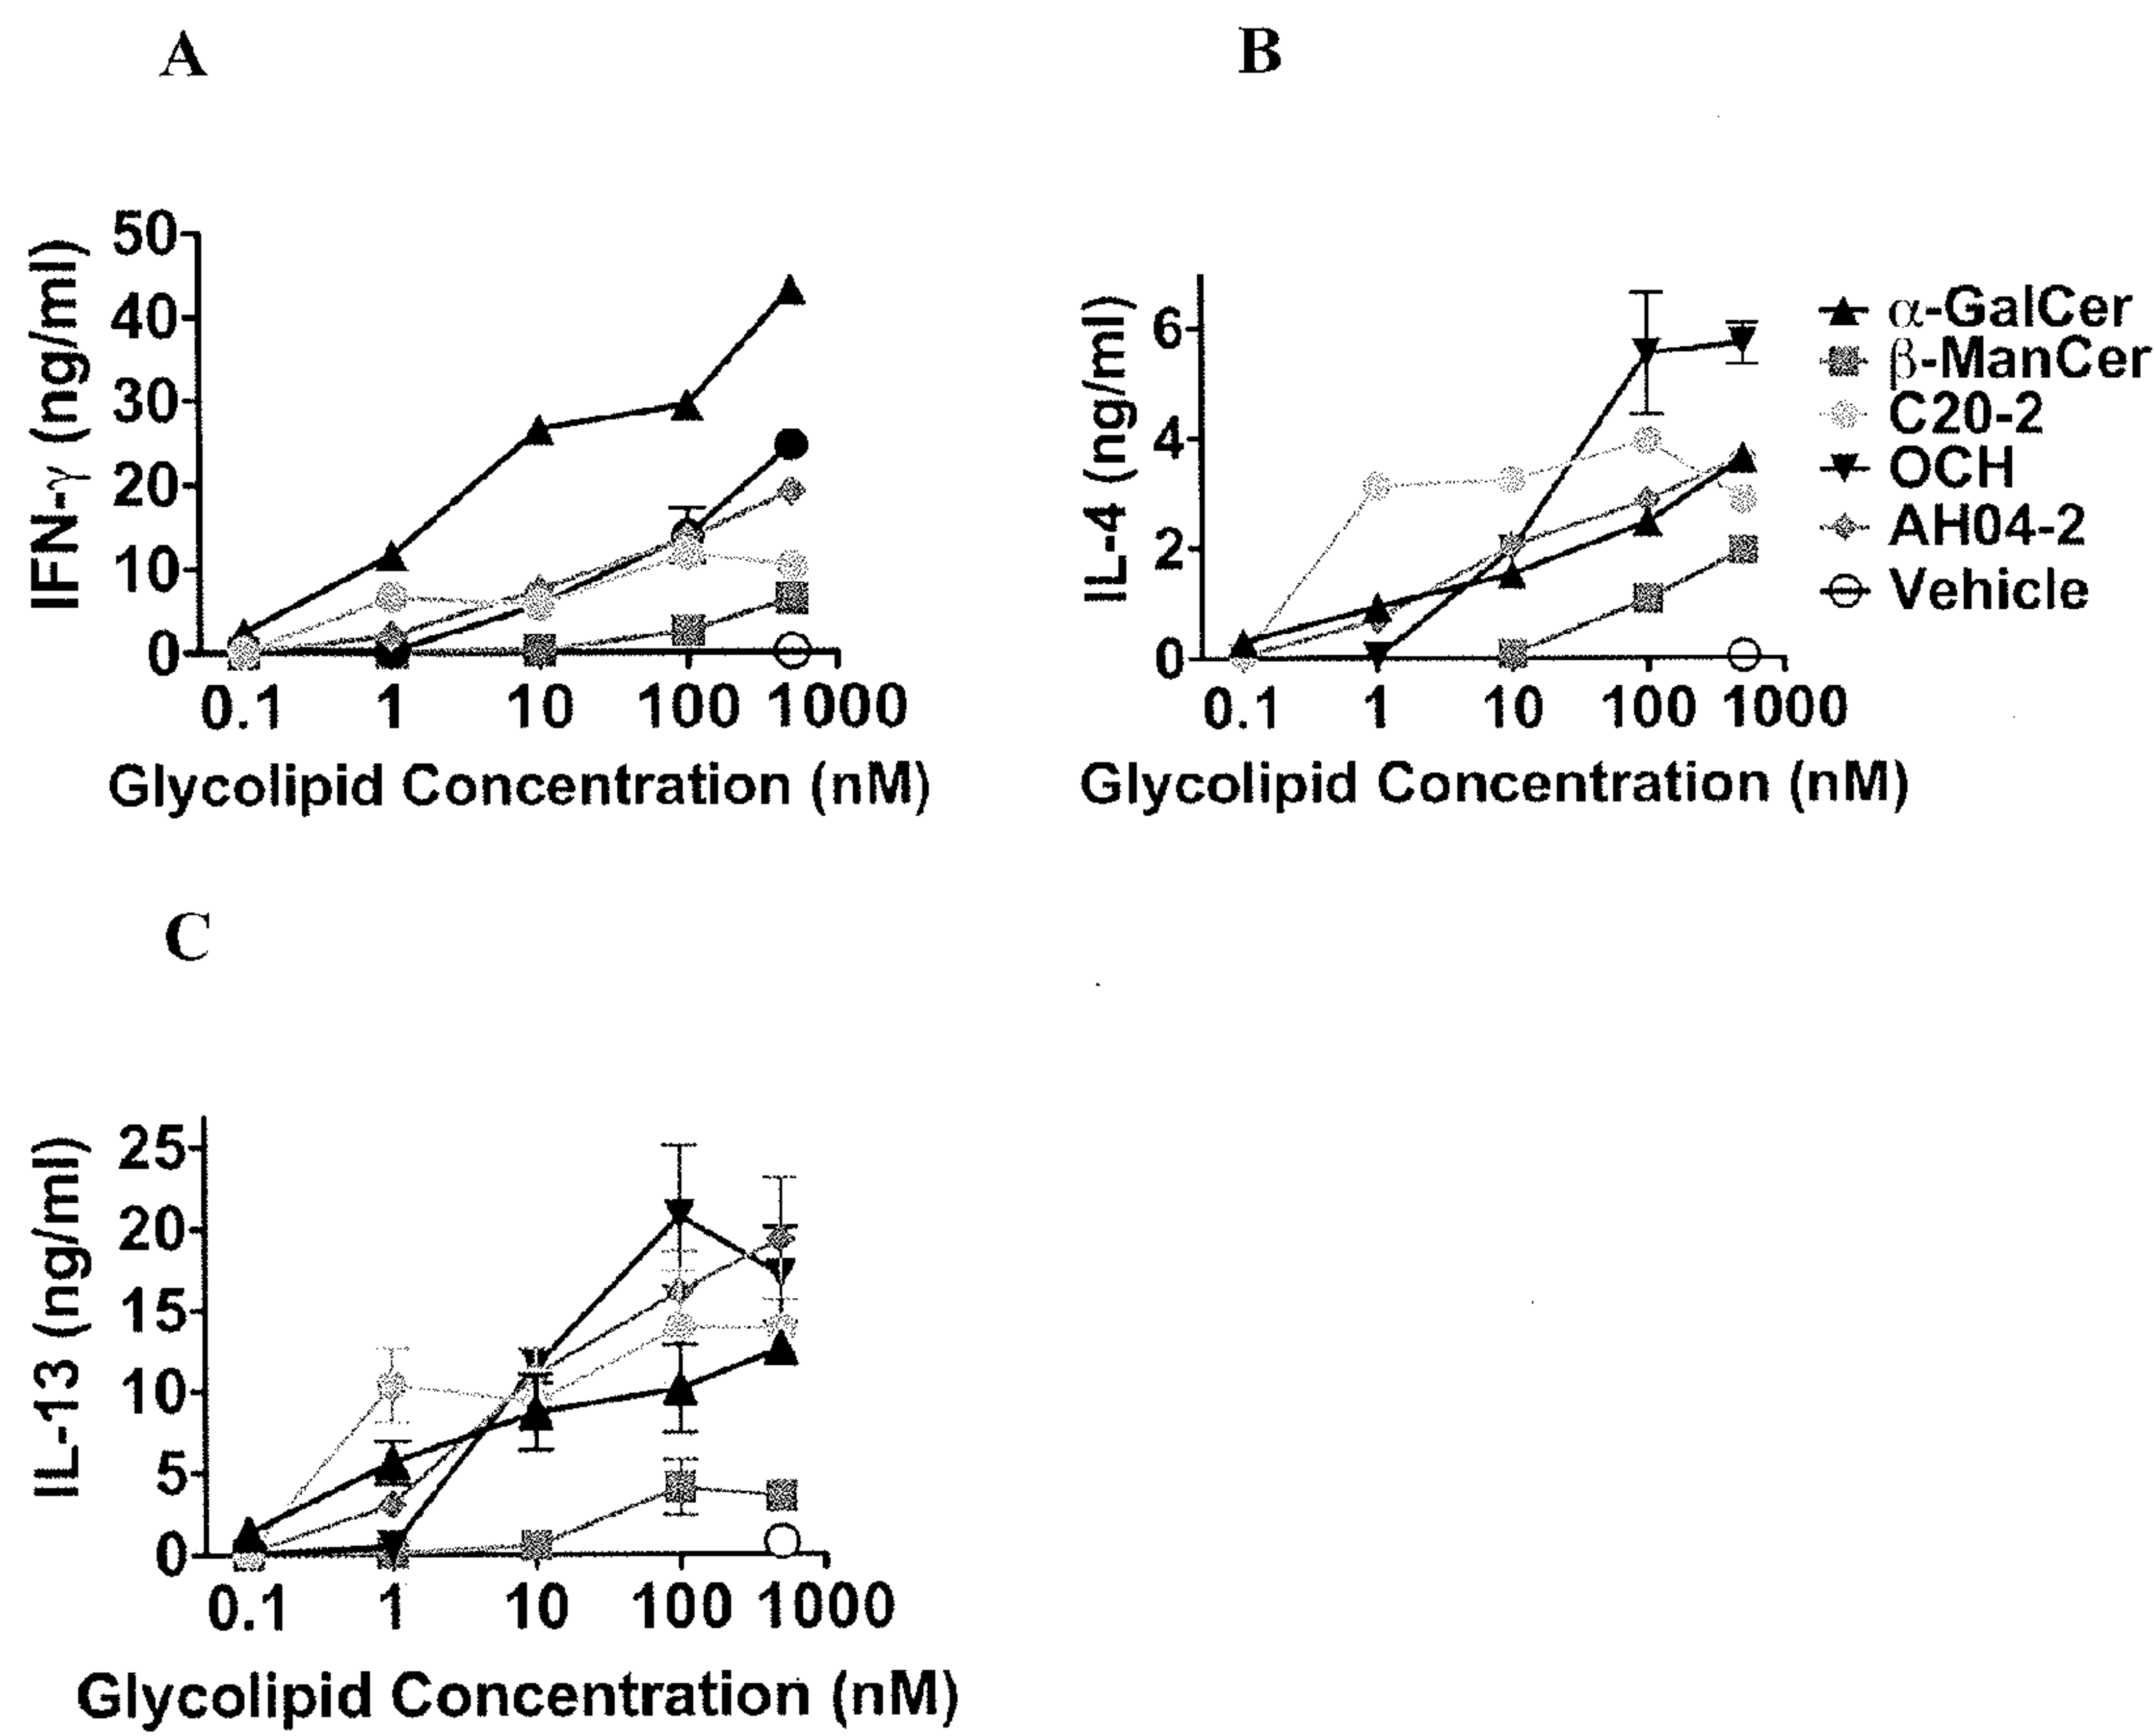 A
B
IFN-γ (ng/ml)
50
40
30
20
10
0
0.1 1 10 100 1000
Glycolipid Concentration (nM)
IL-4 (ng/ml)
6
4
2
0
0.1 1 10 100 1000
Glycolipid Concentration (nM)
α-GalCer
β-ManCer
C20-2
OCH
AH04-2
Vehicle
C
IL-13 (ng/ml)
25
20
15
10
5
0
0.1 1 10 100 1000
Glycolipid Concentration (nM)